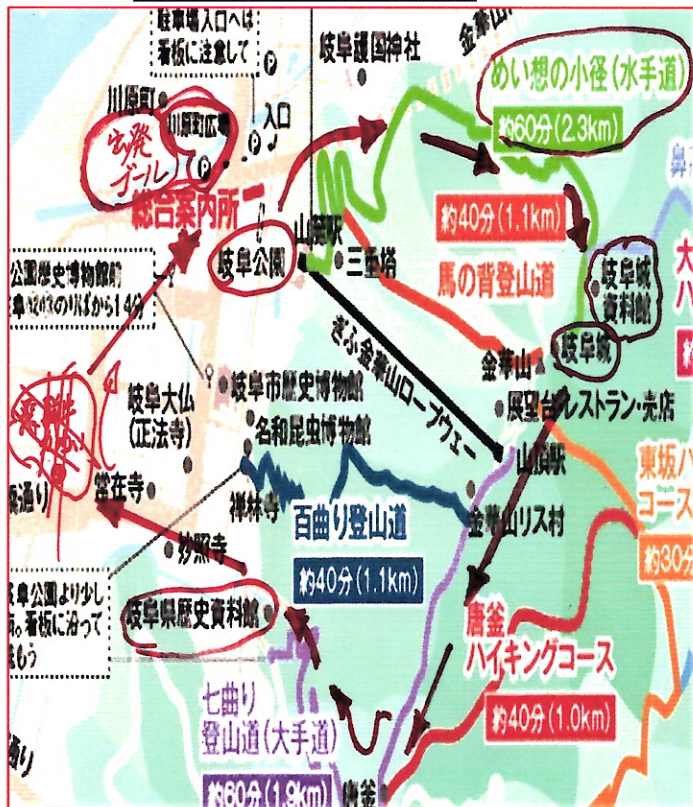 駐車場入口へは
看板に注意して
岐阜護国神社
金華山
川原町
川原町広場
P
入口
P
出発
ゴール
P
総合案内所
めい想の小径(水手道)
約60分(2.3km)
約40分(1.1km)
馬の背登山道
岐阜公園
山麓駅
三重塔
岐阜城
資料館
公園歴史博物館前
のりばから14分
ぎふ金華山ロープウェー
金華山
岐阜城
展望台レストラン・売店
岐阜市歴史博物館
名和昆虫博物館
岐阜大仏
(正法寺)
山頂駅
東坂ハ
コース
約30分
常在寺
通り
禅林寺
百曲り登山道
約40分(1.1km)
金華山リス村
妙照寺
岐阜公園より少し
看板に沿って
岐阜県歴史資料館
唐釜
ハイキングコース
約40分(1.0km)
七曲り
登山道(大手道)
約60分(1.9km)
唐釜